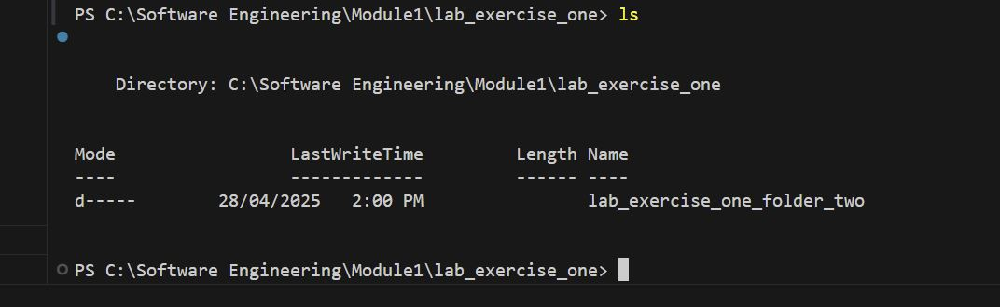 PS C:\Software Engineering\Module1\lab_exercise_one> ls
Directory: C:\Software Engineering\Module1\lab_exercise_one
Mode                 LastWriteTime         Length Name
----                 -------------         ------ ----
d-----        28/04/2025   2:00 PM                lab_exercise_one_folder_two
PS C:\Software Engineering\Module1\lab_exercise_one>